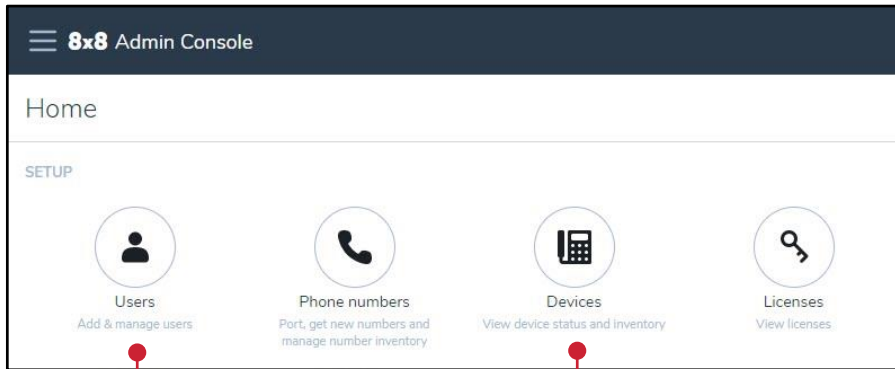 8x8 Admin Console
Home
SETUP
Users
Add & manage users
Phone numbers
Port, get new numbers and
manage number inventory
Devices
View device status and inventory
Licenses
View licenses